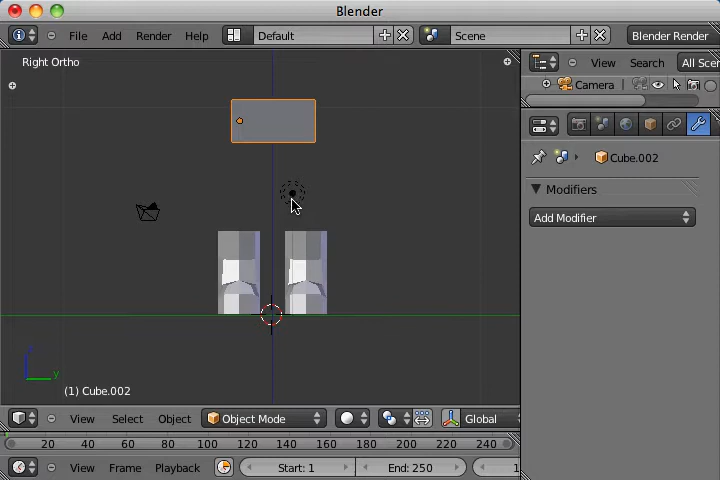 Blender
File Add Render Help Default Scene Blender Render
Right Ortho
View Search All Scen
Camera
Cube.002
Modifiers
Add Modifier
y
(1) Cube.002
View Select Object Object Mode Global
20 40 60 80 100 120 140 160 180 200 220 240
View Frame Playback Start: 1 End: 250 1